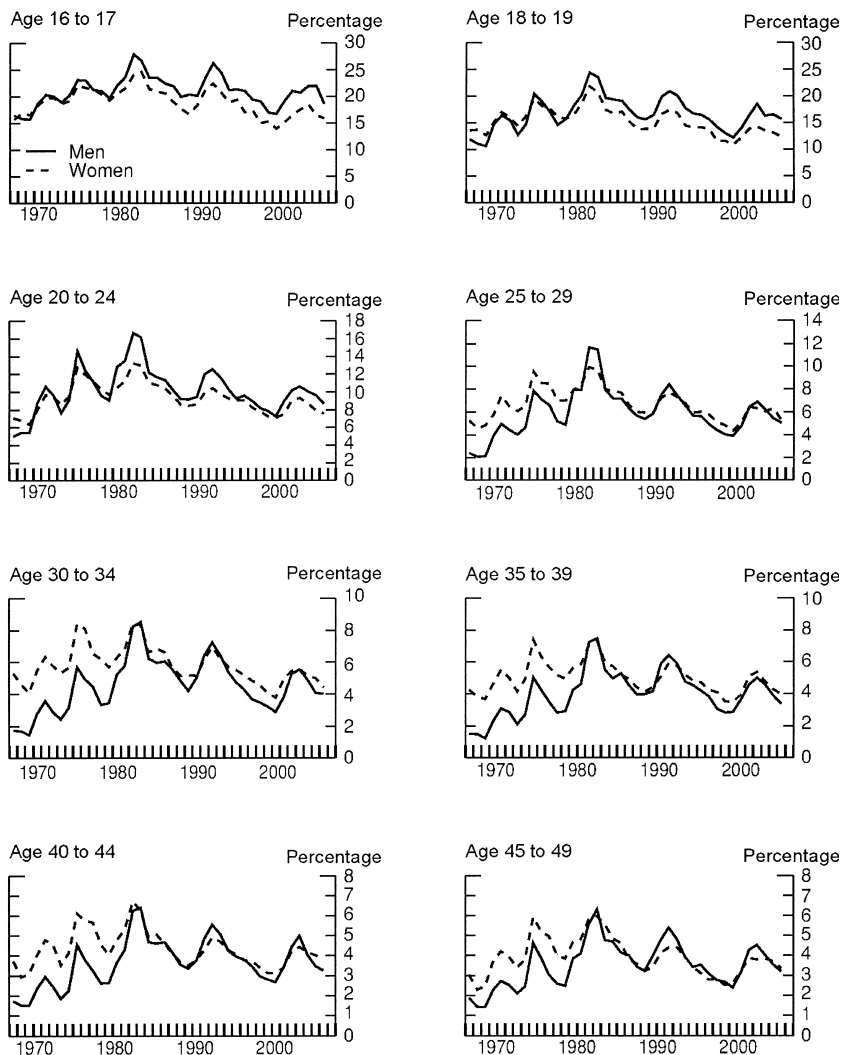 Age 16 to 17
Percentage
30
25
20
15
10
5
0
Men
Women
1970 1980 1990 2000
Age 18 to 19
Percentage
30
25
20
15
10
5
0
1970 1980 1990 2000
Age 20 to 24
Percentage
18
16
14
12
10
8
6
4
2
0
1970 1980 1990 2000
Age 25 to 29
Percentage
14
12
10
8
6
4
2
0
1970 1980 1990 2000
Age 30 to 34
Percentage
10
8
6
4
2
0
1970 1980 1990 2000
Age 35 to 39
Percentage
10
8
6
4
2
0
1970 1980 1990 2000
Age 40 to 44
Percentage
8
7
6
5
4
3
2
1
0
1970 1980 1990 2000
Age 45 to 49
Percentage
8
7
6
5
4
3
2
1
0
1970 1980 1990 2000